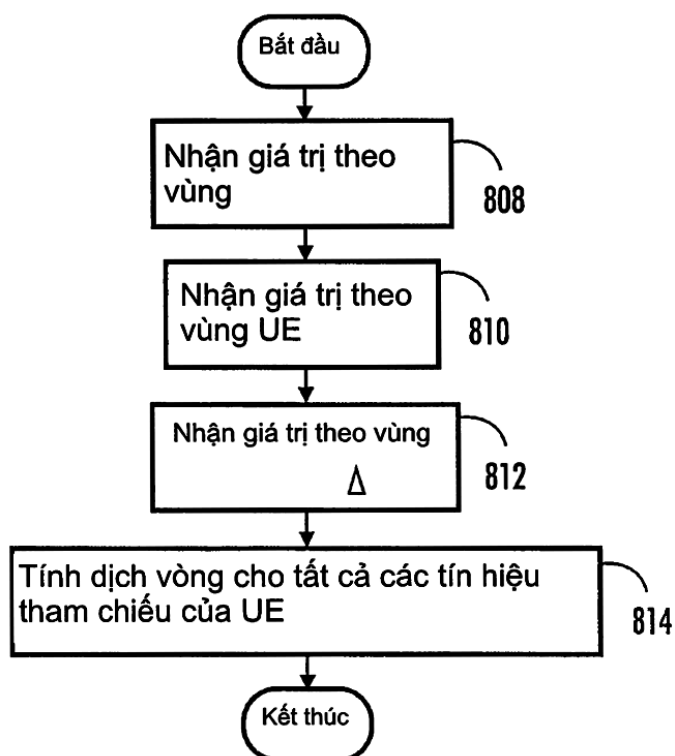 Bắt đầu
Nhận giá trị theo
vùng
808
Nhận giá trị theo
vùng UE
810
Nhận giá trị theo vùng
Δ
812
Tính dịch vòng cho tất cả các tín hiệu
tham chiếu của UE
814
Kết thúc